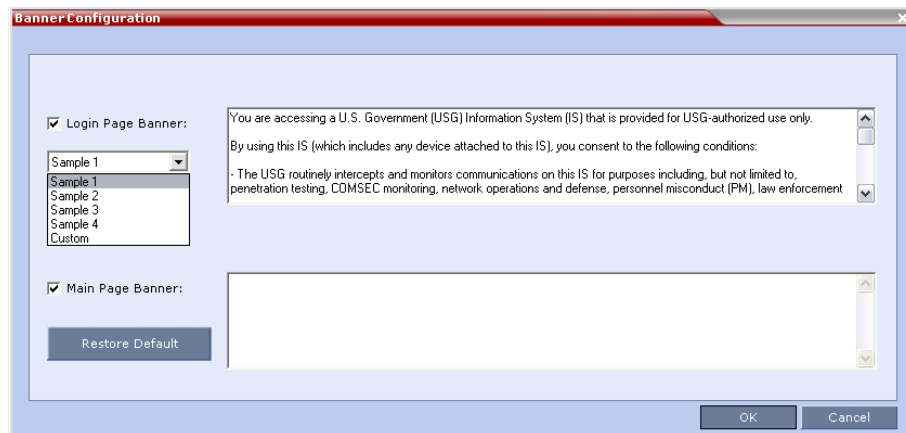 Banner Configuration
Login Page Banner:
You are accessing a U.S. Government (USG) Information System (IS) that is provided for USG-authorized use only.
By using this IS (which includes any device attached to this IS), you consent to the following conditions:
- The USG routinely intercepts and monitors communications on this IS for purposes including, but not limited to,
penetration testing, COMSEC monitoring, network operations and defense, personnel misconduct (PM), law enforcement
Sample 1
Sample 1
Sample 2
Sample 3
Sample 4
Custom
Main Page Banner:
Restore Default
OK
Cancel